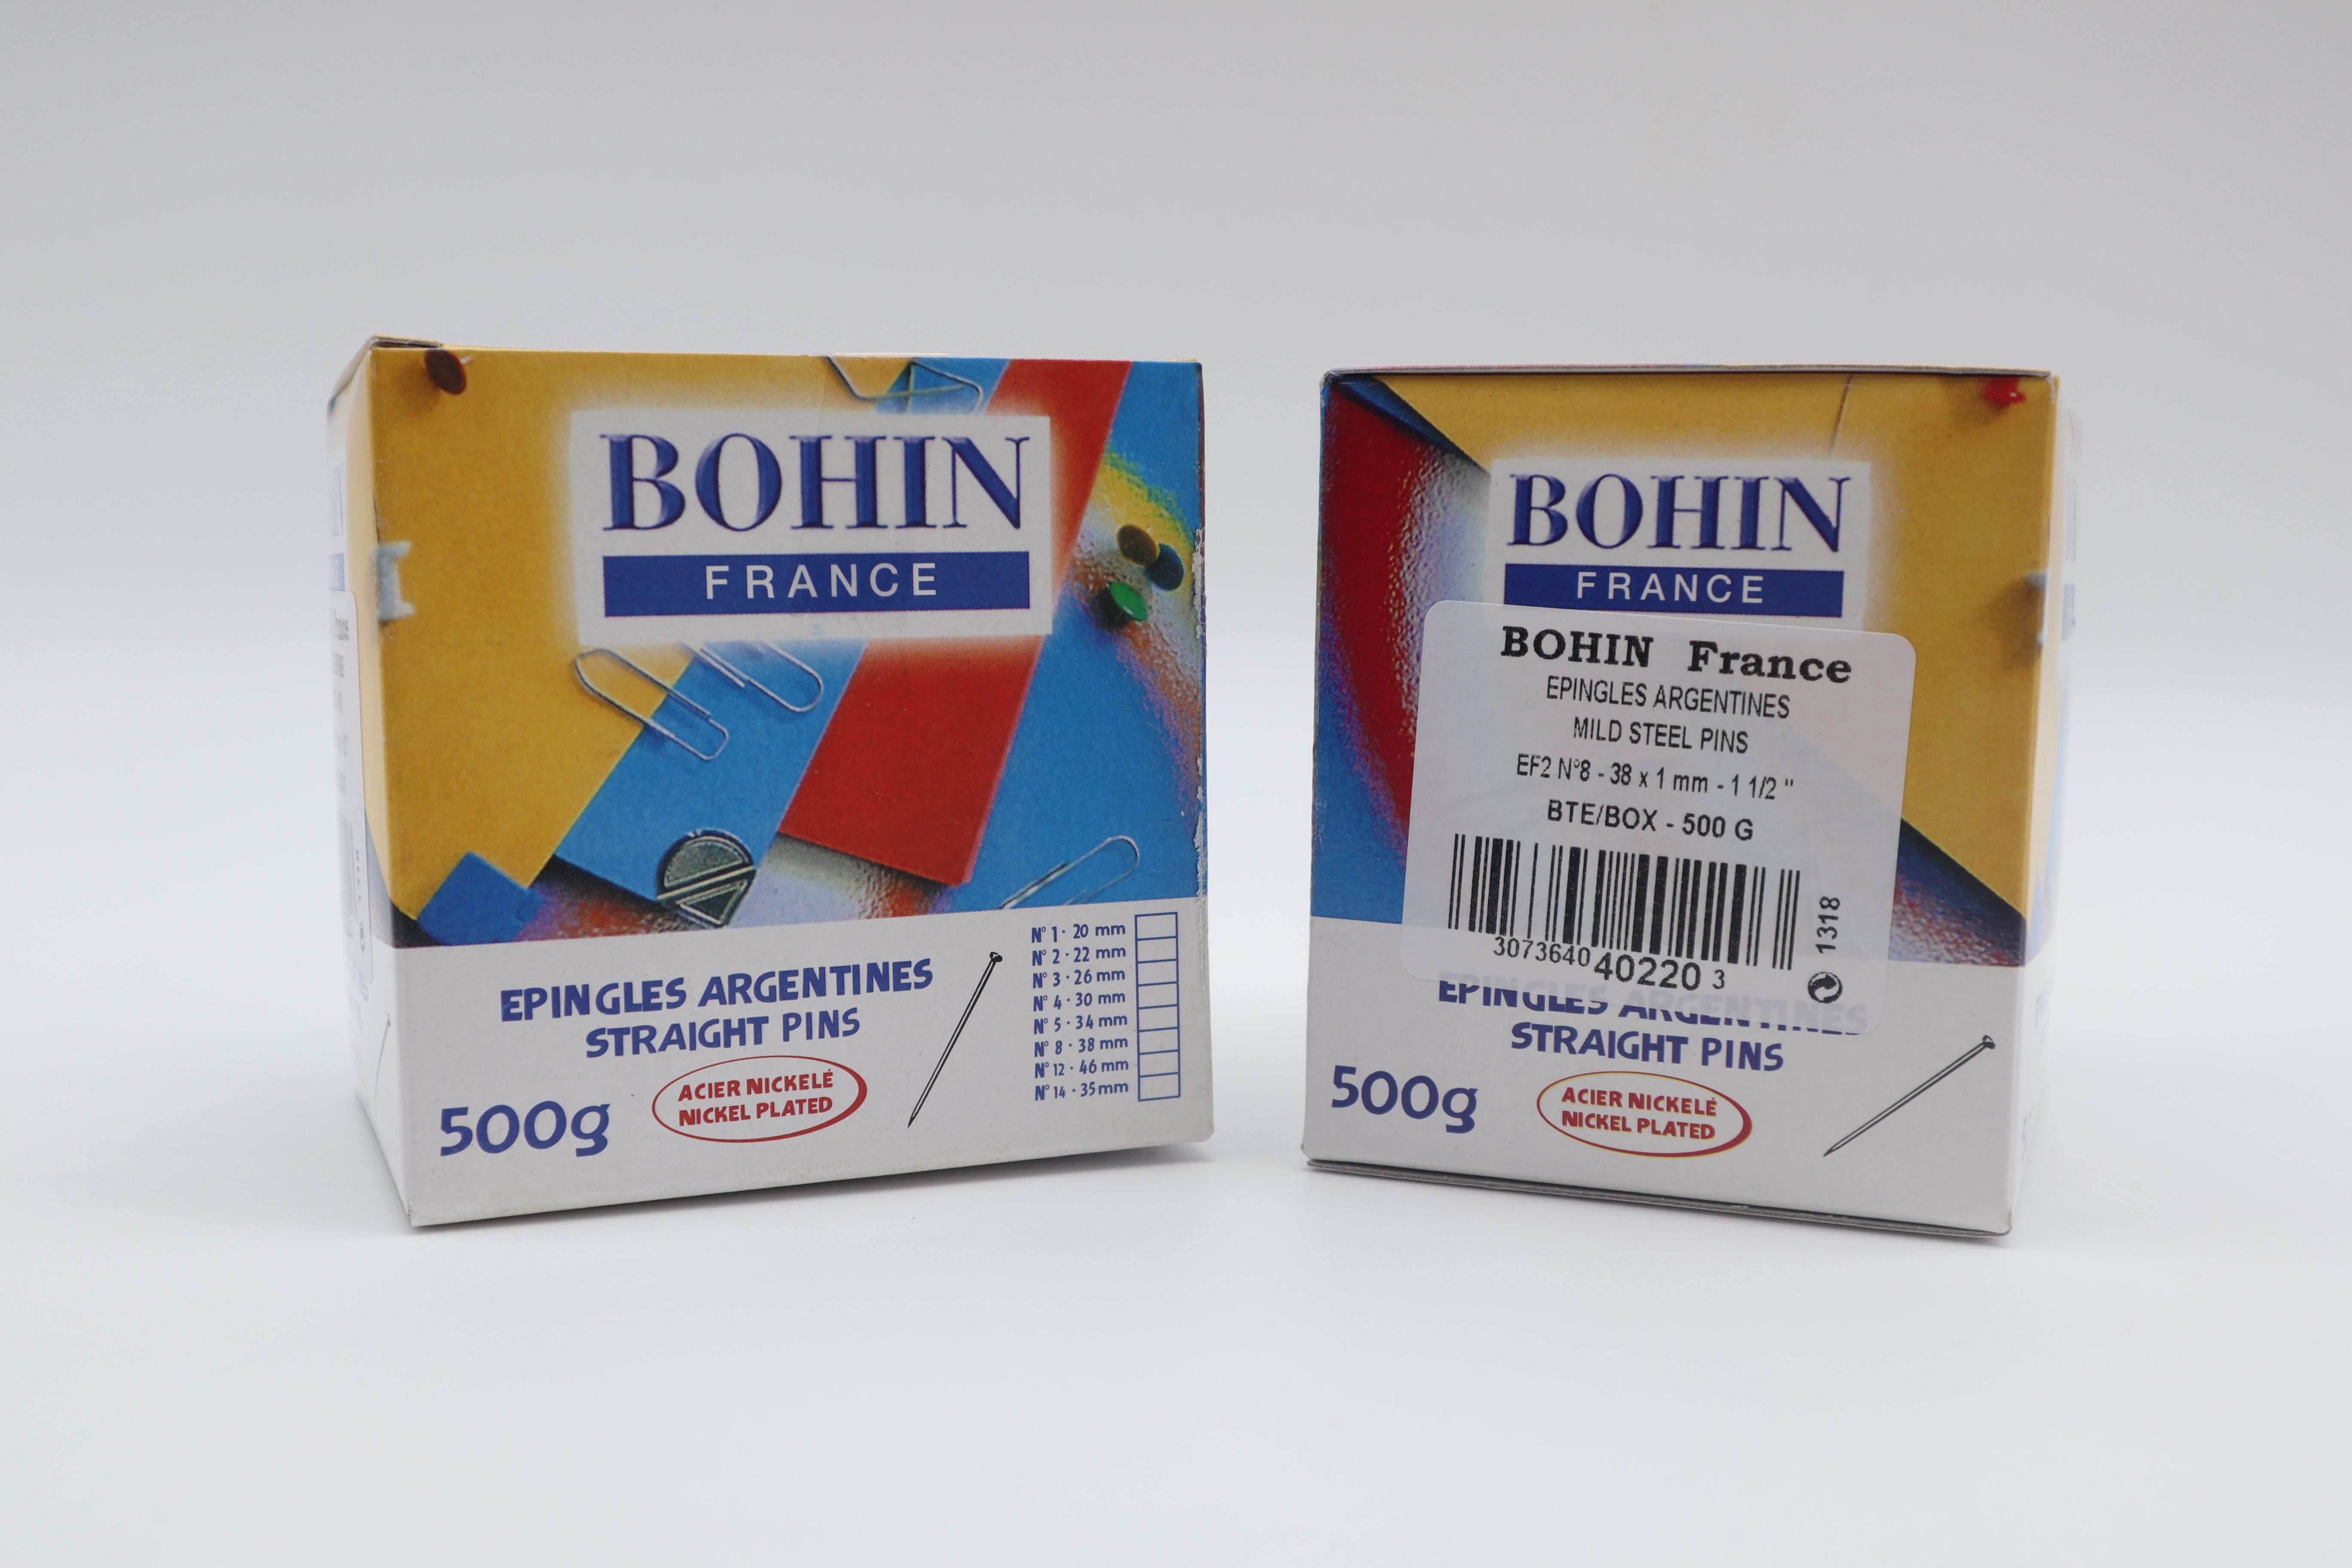 BOHIN
FRANCE
EPINGLES ARGENTINES
STRAIGHT PINS
500g
ACIER NICKELÉ
NICKEL PLATED
N° 1 · 20 mm
N° 2 · 22 mm
N° 3 · 26 mm
N° 4 · 30 mm
N° 5 · 34 mm
N° 8 · 38 mm
N° 12 · 46 mm
N° 14 · 35 mm
BOHIN
FRANCE
BOHIN France
EPINGLES ARGENTINES
MILD STEEL PINS
EF2 N°8 - 38 x 1 mm - 1 1/2 "
BTE/BOX - 500 G
3073640 40220 3
1318
EPINGLES ARGENTINES
STRAIGHT PINS
500g
ACIER NICKELÉ
NICKEL PLATED